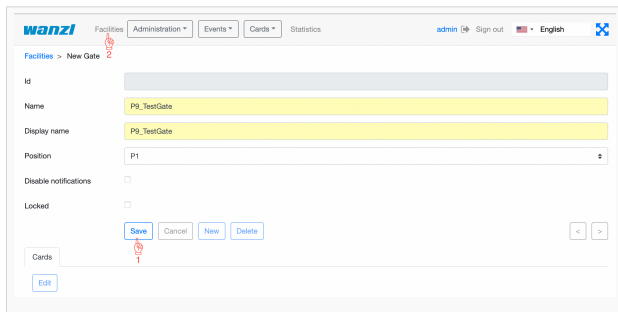 wanzl Facilities Administration Events Cards Statistics admin Sign out English
2
Facilities > New Gate
Id
Name P9_TestGate
Display name P9_TestGate
Position P1
Disable notifications
Locked
Save Cancel New Delete < >
1
Cards
Edit